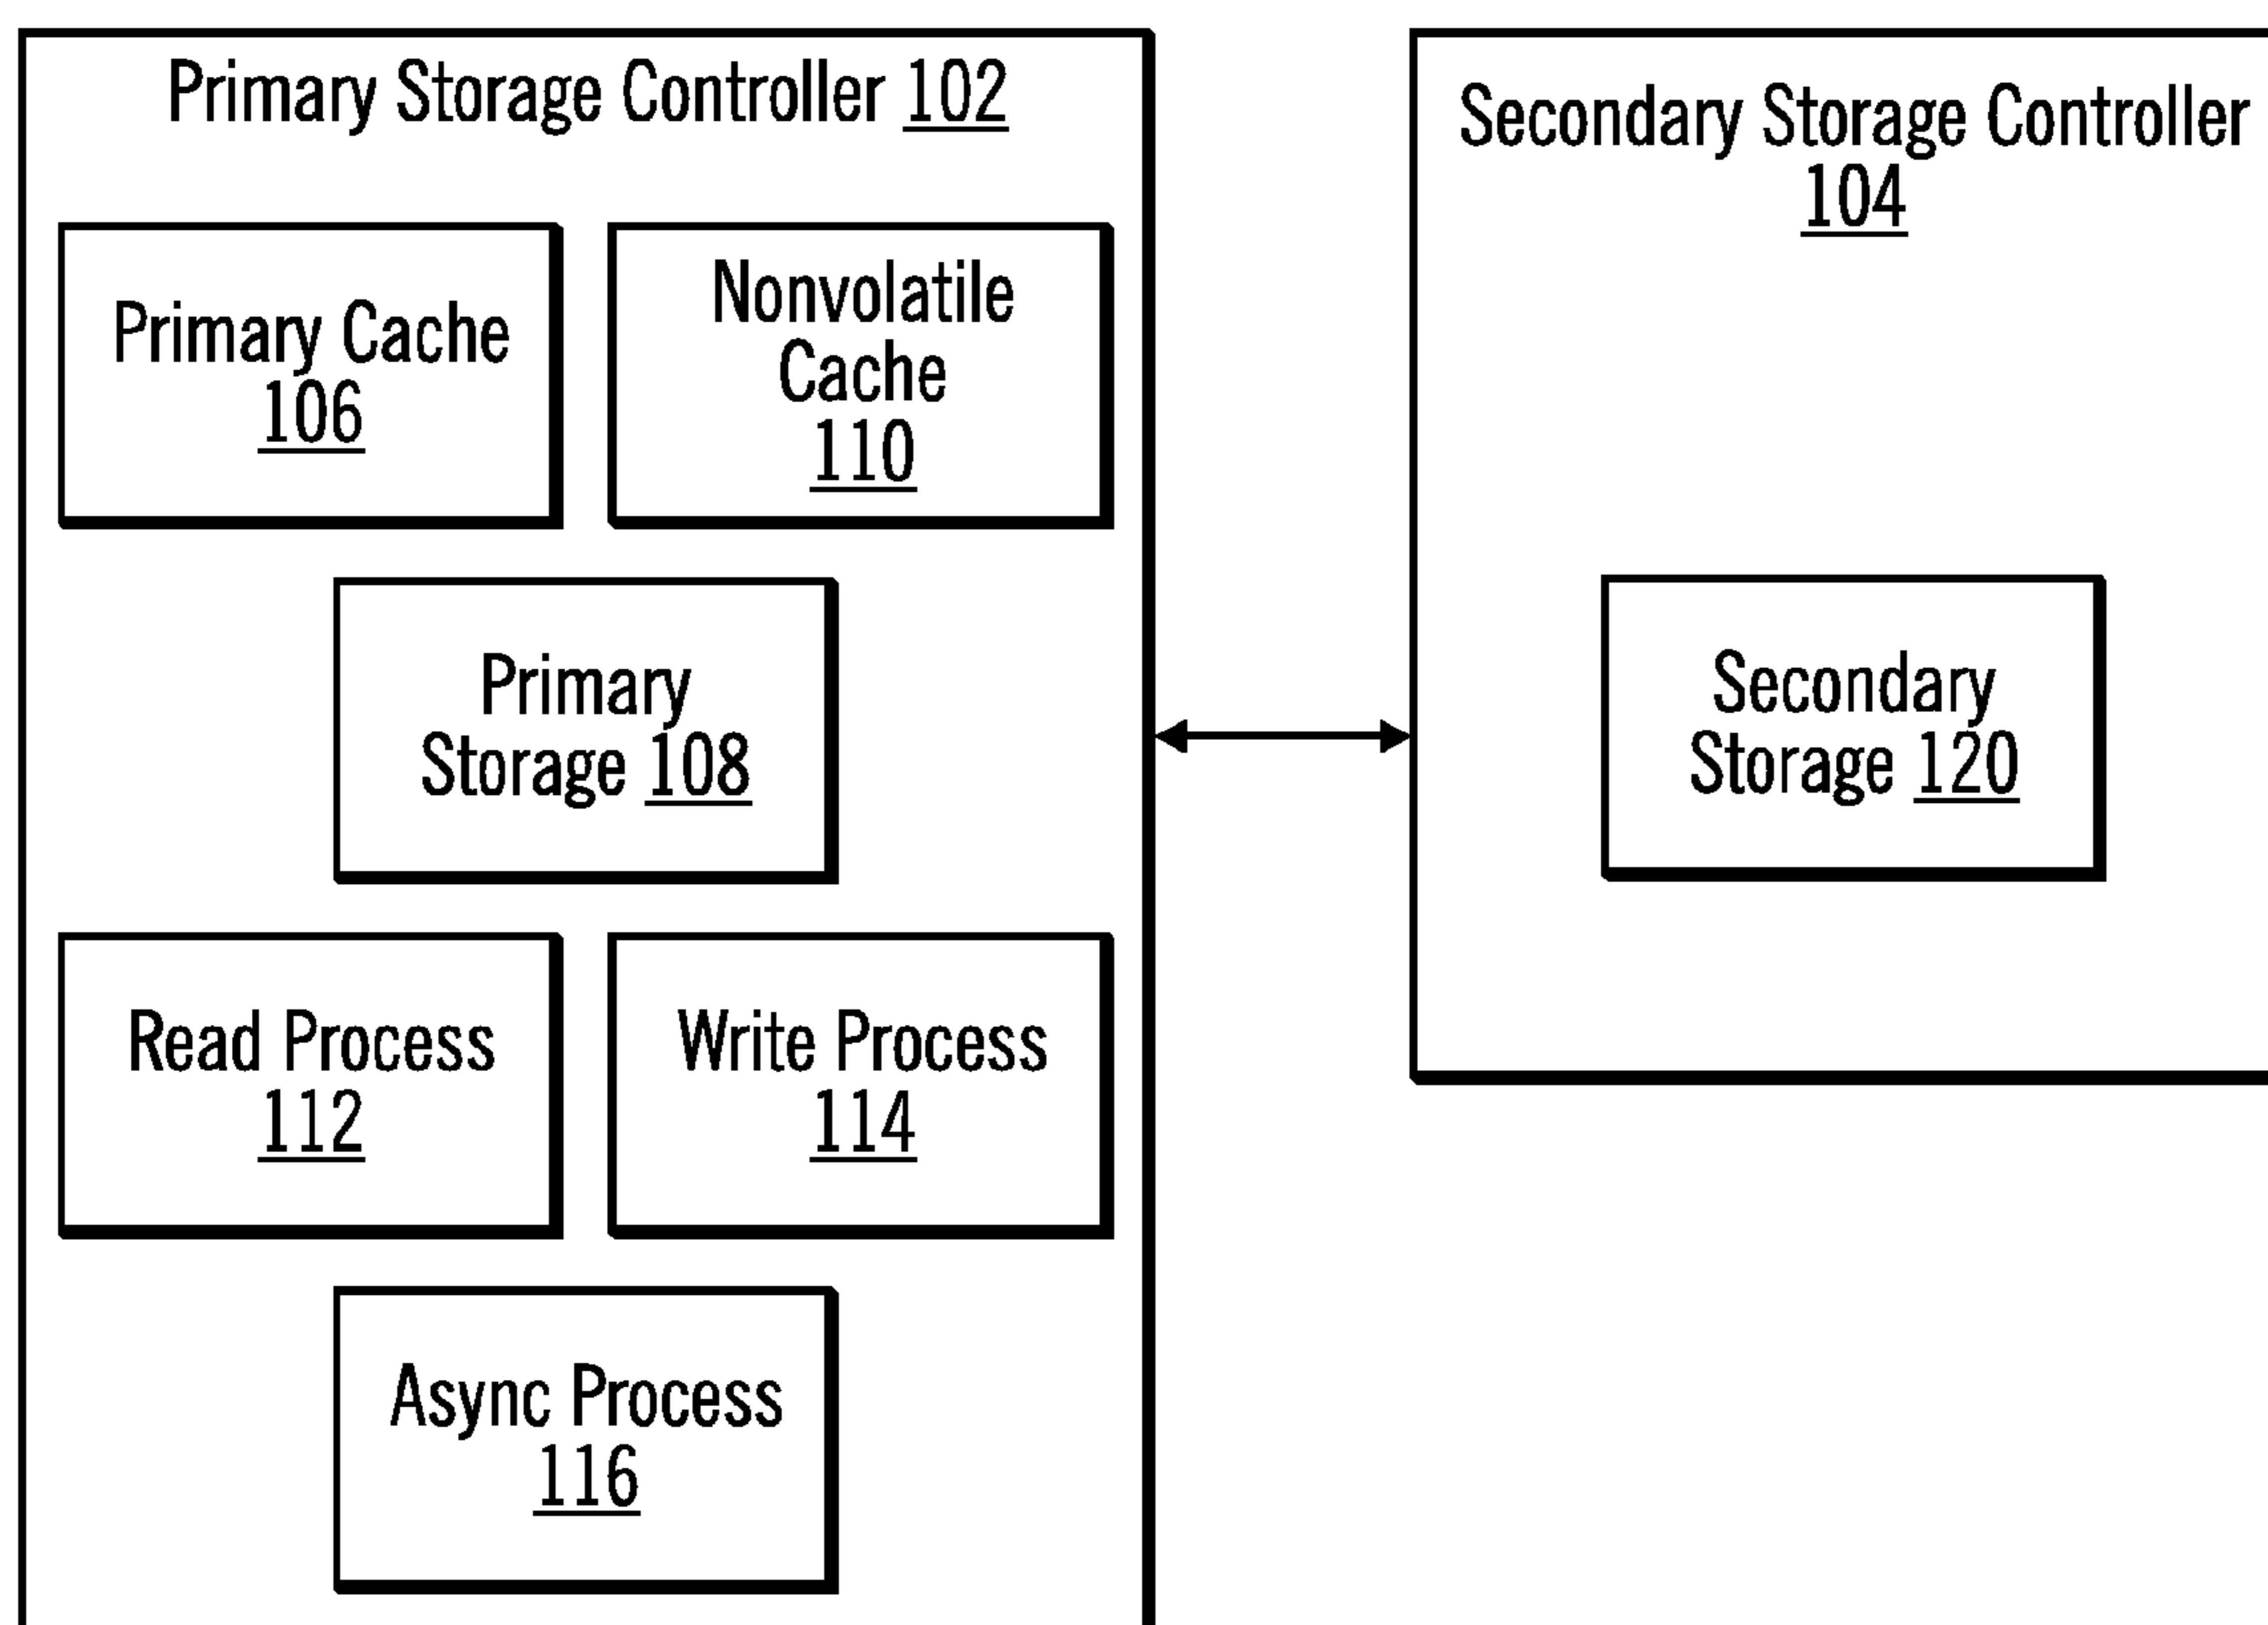 Primary Storage Controller 102
Primary Cache
106
Nonvolatile
Cache
110
Primary
Storage 108
Read Process
112
Write Process
114
Async Process
116
Secondary Storage Controller
104
Secondary
Storage 120